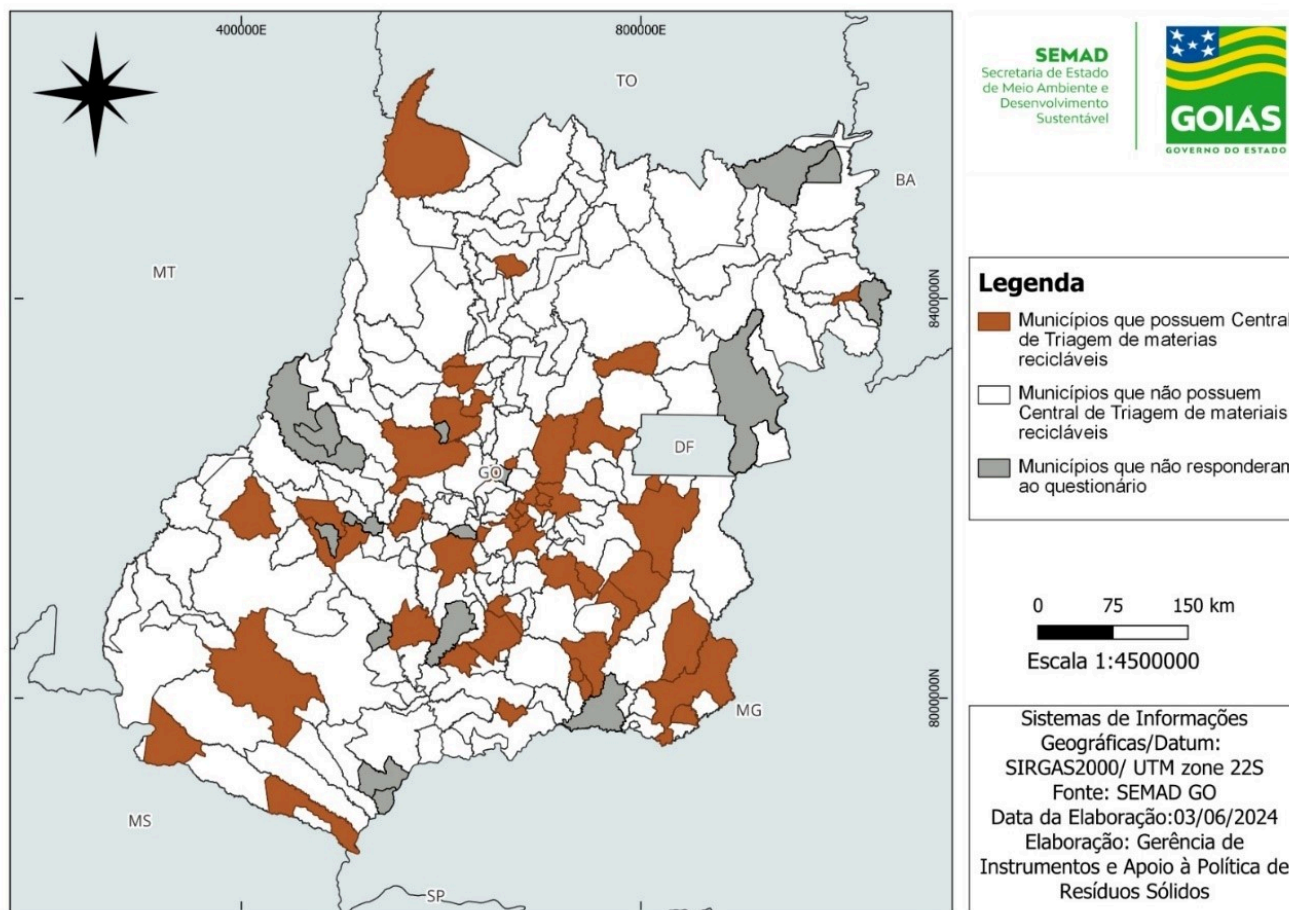 400000E
800000E
TO
BA
MT
8400000N
DF
GO
8000000N
MG
MS
SP
SEMAD
Secretaria de Estado
de Meio Ambiente e
Desenvolvimento
Sustentável
GOIÁS
GOVERNO DO ESTADO
Legenda
Municípios que possuem Central
de Triagem de materias
recicláveis
Municípios que não possuem
Central de Triagem de materiais
recicláveis
Municípios que não responderam
ao questionário
0 75 150 km
Escala 1:4500000
Sistemas de Informações
Geográficas/Datum:
SIRGAS2000/ UTM zone 22S
Fonte: SEMAD GO
Data da Elaboração:03/06/2024
Elaboração: Gerência de
Instrumentos e Apoio à Política de
Resíduos Sólidos